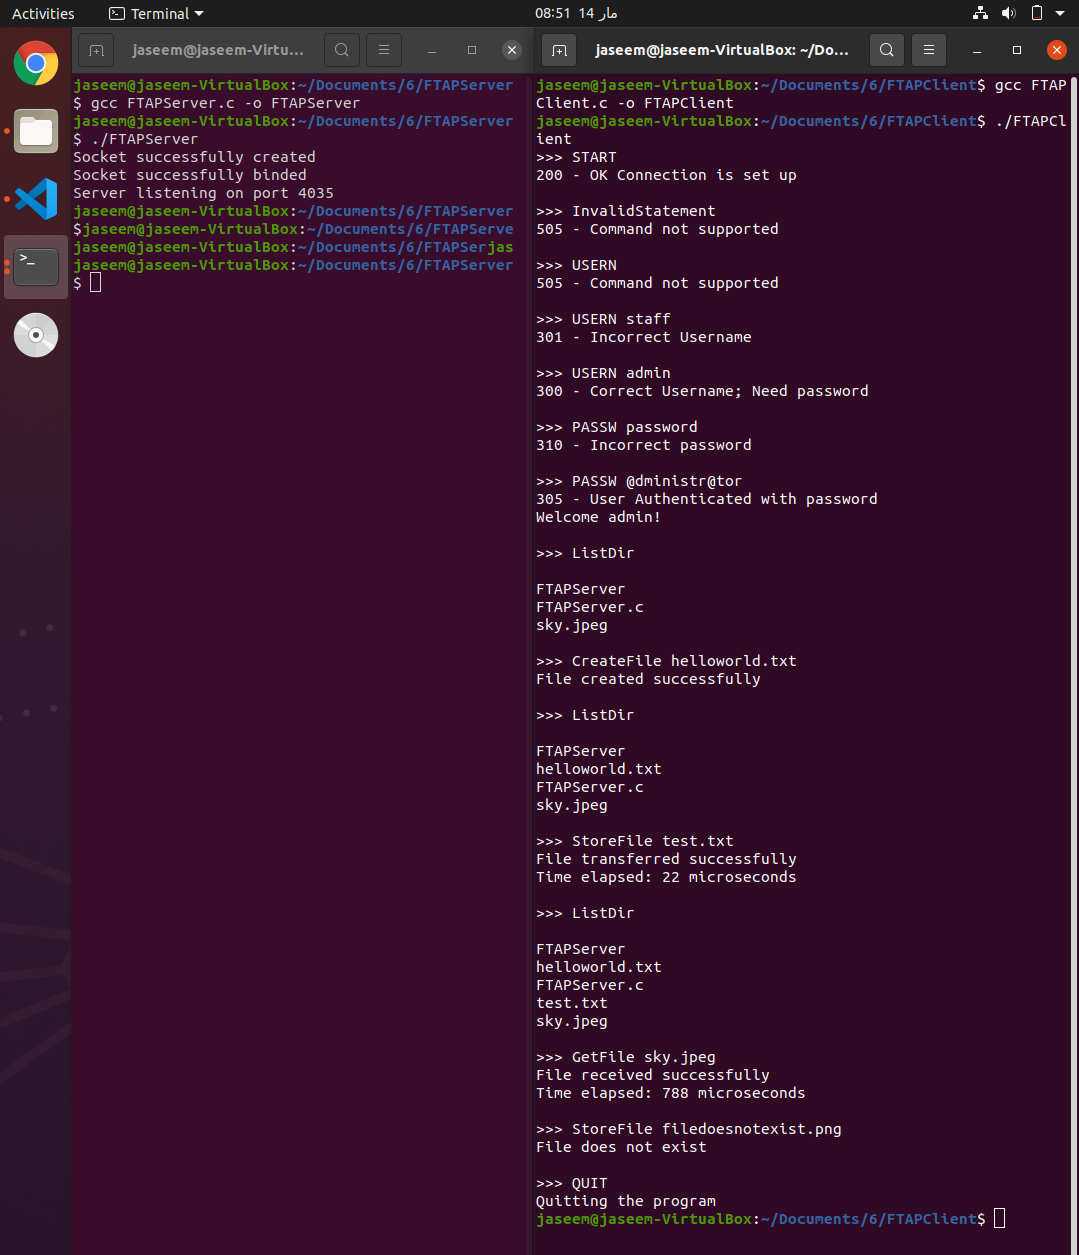 Activities Terminal 08:51 14 مار
jaseem@jaseem-Virtu...
jaseem@jaseem-VirtualBox:~/Documents/6/FTAPServer
$ gcc FTAPServer.c -o FTAPServer
jaseem@jaseem-VirtualBox:~/Documents/6/FTAPServer
$ ./FTAPServer
Socket successfully created
Socket successfully binded
Server listening on port 4035
jaseem@jaseem-VirtualBox:~/Documents/6/FTAPServer
$jaseem@jaseem-VirtualBox:~/Documents/6/FTAPServe
jaseem@jaseem-VirtualBox:~/Documents/6/FTAPSerjas
jaseem@jaseem-VirtualBox:~/Documents/6/FTAPServer
$
jaseem@jaseem-VirtualBox: ~/Do...
jaseem@jaseem-VirtualBox:~/Documents/6/FTAPClient$ gcc FTAP
Client.c -o FTAPClient
jaseem@jaseem-VirtualBox:~/Documents/6/FTAPClient$ ./FTAPCl
ient
>>> START
200 - OK Connection is set up
>>> InvalidStatement
505 - Command not supported
>>> USERN
505 - Command not supported
>>> USERN staff
301 - Incorrect Username
>>> USERN admin
300 - Correct Username; Need password
>>> PASSW password
310 - Incorrect password
>>> PASSW @dministr@tor
305 - User Authenticated with password
Welcome admin!
>>> ListDir
FTAPServer
FTAPServer.c
sky.jpeg
>>> CreateFile helloworld.txt
File created successfully
>>> ListDir
FTAPServer
helloworld.txt
FTAPServer.c
sky.jpeg
>>> StoreFile test.txt
File transferred successfully
Time elapsed: 22 microseconds
>>> ListDir
FTAPServer
helloworld.txt
FTAPServer.c
test.txt
sky.jpeg
>>> GetFile sky.jpeg
File received successfully
Time elapsed: 788 microseconds
>>> StoreFile filedoesnotexist.png
File does not exist
>>> QUIT
Quitting the program
jaseem@jaseem-VirtualBox:~/Documents/6/FTAPClient$